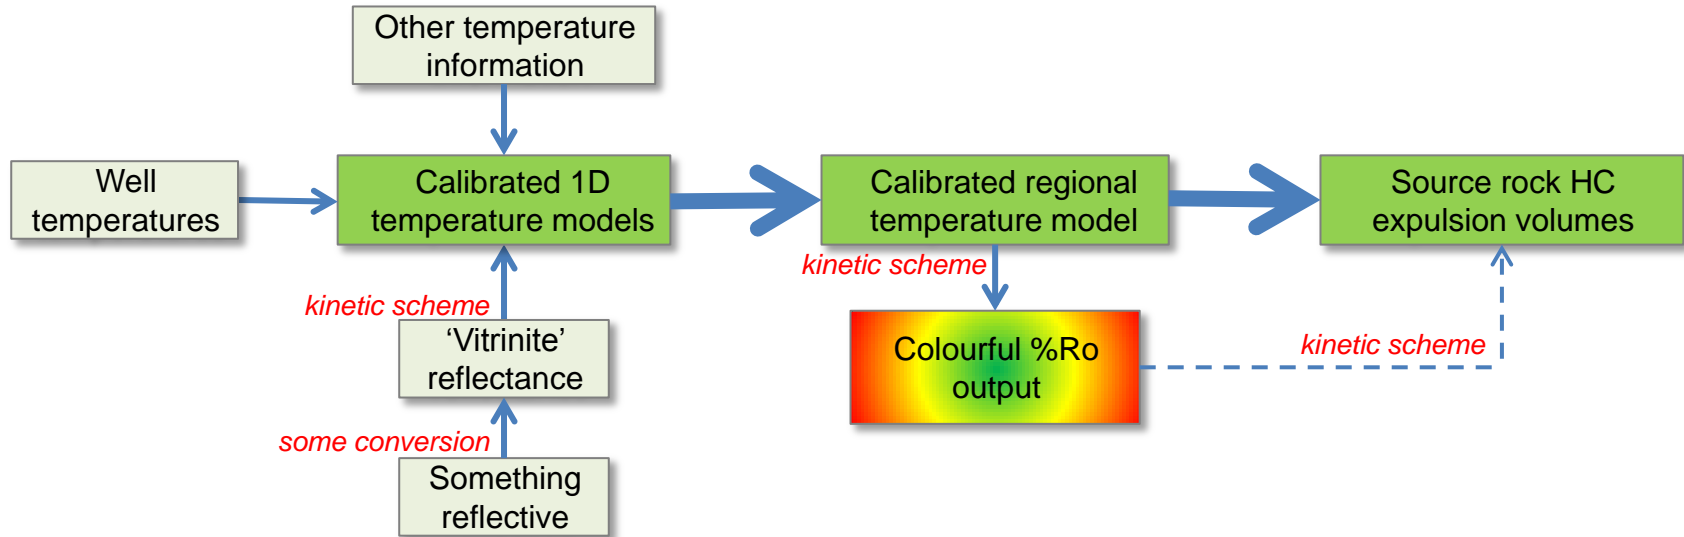 Other temperature
information
Well
temperatures
Calibrated 1D
temperature models
Calibrated regional
temperature model
Source rock HC
expulsion volumes
kinetic scheme
kinetic scheme
‘Vitrinite’
reflectance
Colourful %Ro
output
kinetic scheme
some conversion
Something
reflective